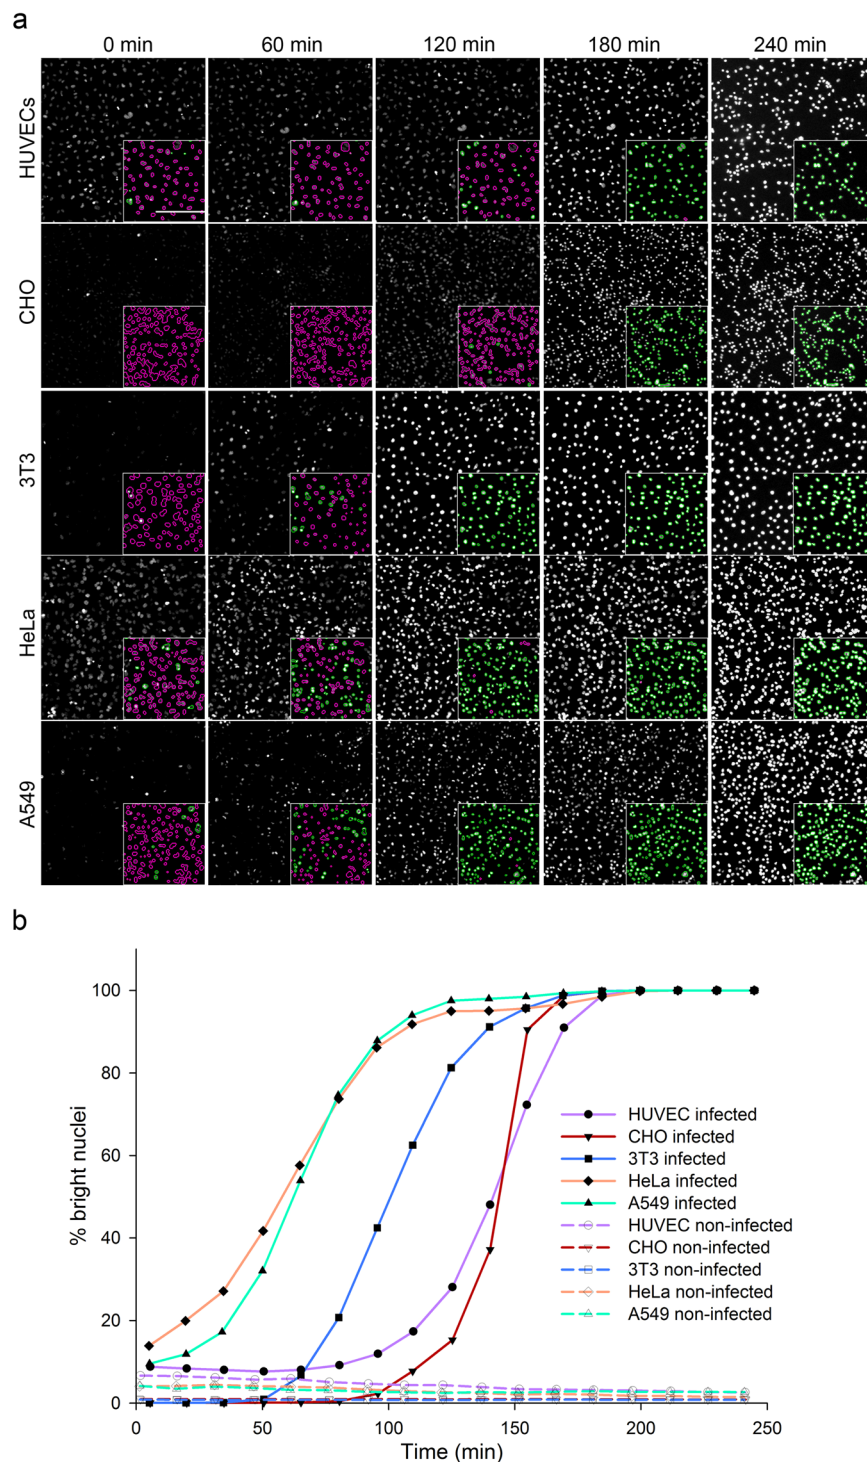 a
0 min 60 min 120 min 180 min 240 min
HUVECs
CHO
3T3
HeLa
A549
b
% bright nuclei
100
80
60
40
20
0
HUVEC infected
CHO infected
3T3 infected
HeLa infected
A549 infected
HUVEC non-infected
CHO non-infected
3T3 non-infected
HeLa non-infected
A549 non-infected
0 50 100 150 200 250
Time (min)